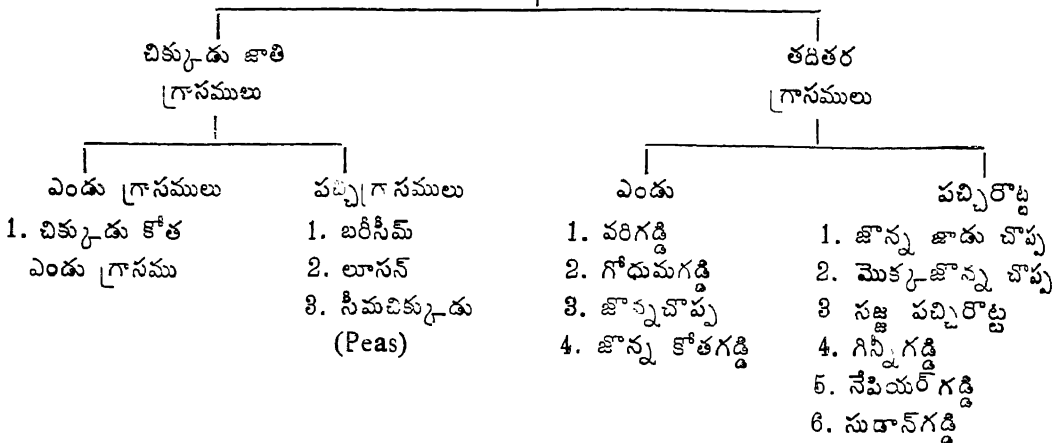 చిక్కుడు జాతి
గ్రాసములు
తదితర
గ్రాసములు
ఎండు గ్రాసములు
1. చిక్కుడు కోత
ఎండు గ్రాసము
పచ్చిగ్రాసములు
1. బరీసీమ్
2. లూసన్
3. సీమచిక్కుడు
(Peas)
ఎండు
1. వరిగడ్డి
2. గోధుమగడ్డి
3. జొన్నచొప్ప
4. జొన్న కోతగడ్డి
పచ్చిరొట్ట
1. జొన్న జాడు చొప్ప
2. మొక్కజొన్న చొప్ప
3 సజ్జ పచ్చిరొట్ట
4. గినీగడ్డి
5. నేపియర్ గడ్డి
6. సుడాన్‌గడ్డి